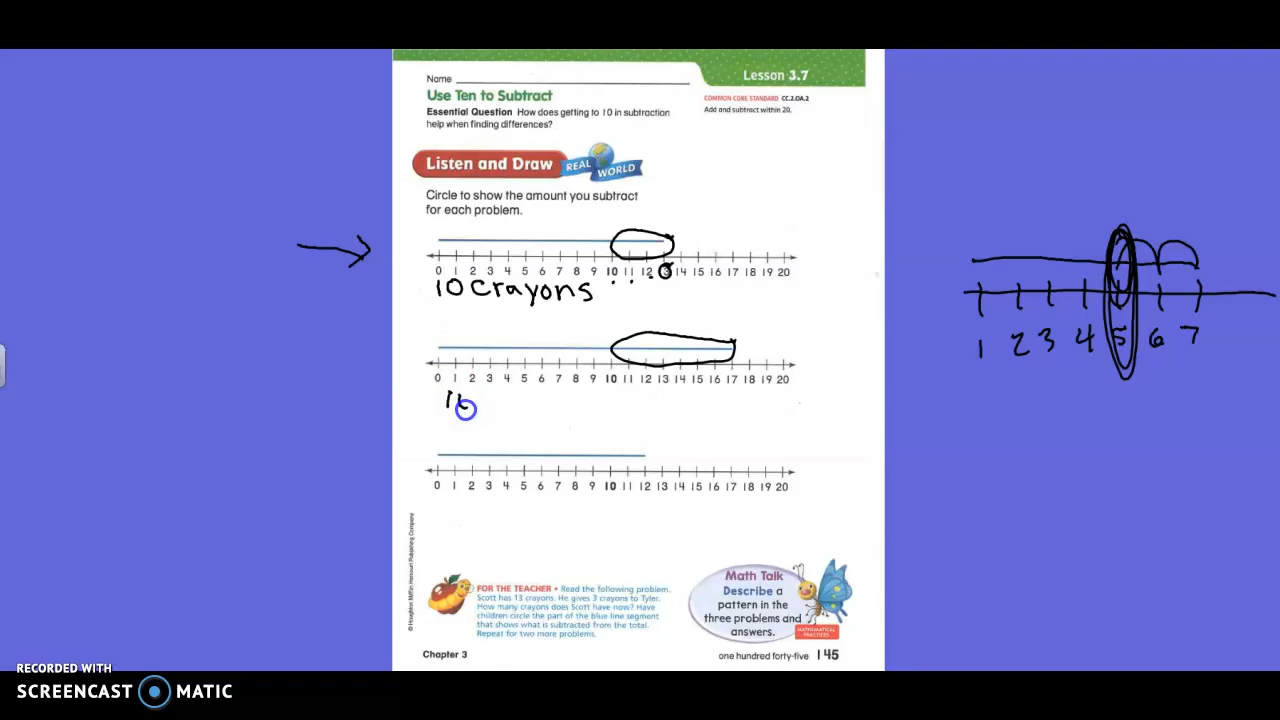 Lesson 3.7
Name
COMMON CORE STANDARD CC.2.OA.2
Add and subtract within 20.
Use Ten to Subtract
Essential Question How does getting to 10 in subtraction
help when finding differences?
Listen and Draw REAL WORLD
Circle to show the amount you subtract
for each problem.
0 1 2 3 4 5 6 7 8 9 10 11 12 13 14 15 16 17 18 19 20
10 Crayons
1 2 3 4 5 6 7
0 1 2 3 4 5 6 7 8 9 10 11 12 13 14 15 16 17 18 19 20
0 1 2 3 4 5 6 7 8 9 10 11 12 13 14 15 16 17 18 19 20
© Houghton Mifflin Harcourt Publishing Company
FOR THE TEACHER • Read the following problem.
Scott has 13 crayons. He gives 3 crayons to Tyler.
How many crayons does Scott have now? Have
children circle the part of the blue line segment
that shows what is subtracted from the total.
Repeat for two more problems.
Math Talk
Describe a
pattern in the
three problems and
answers.
MATHEMATICAL
PRACTICES
Chapter 3
one hundred forty-five 145
RECORDED WITH
SCREENCAST MATIC